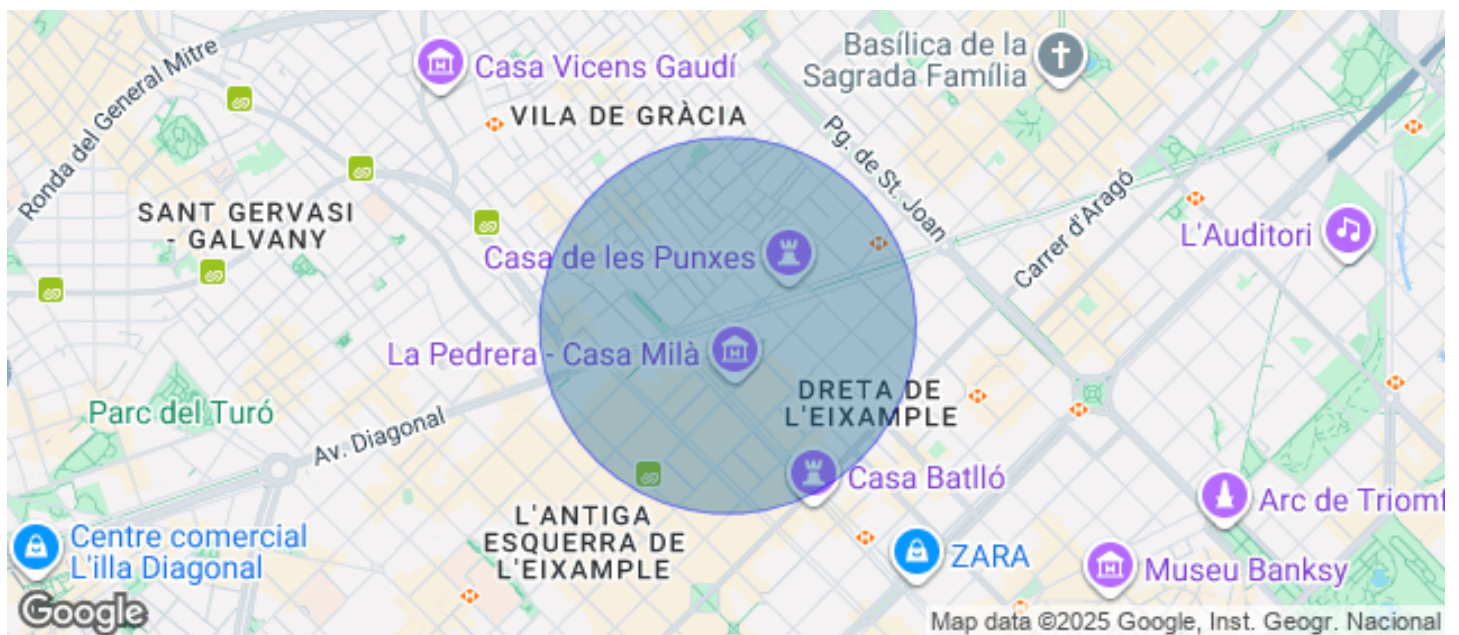 Ronda del General Mitre
Casa Vicens Gaudí
Basílica de la
Sagrada Família
VILA DE GRÀCIA
Pg. de St. Joan
SANT GERVASI
- GALVANY
Casa de les Punxes
Carrer d'Aragó
L'Auditori
La Pedrera - Casa Milà
DRETA DE
L'EIXAMPLE
Parc del Turó
Av. Diagonal
Casa Batlló
Arc de Triomf
L'ANTIGA
ESQUERRA DE
L'EIXAMPLE
Centre comercial
L'illa Diagonal
ZARA
Museu Banksy
Google
Map data ©2025 Google, Inst. Geogr. Nacional